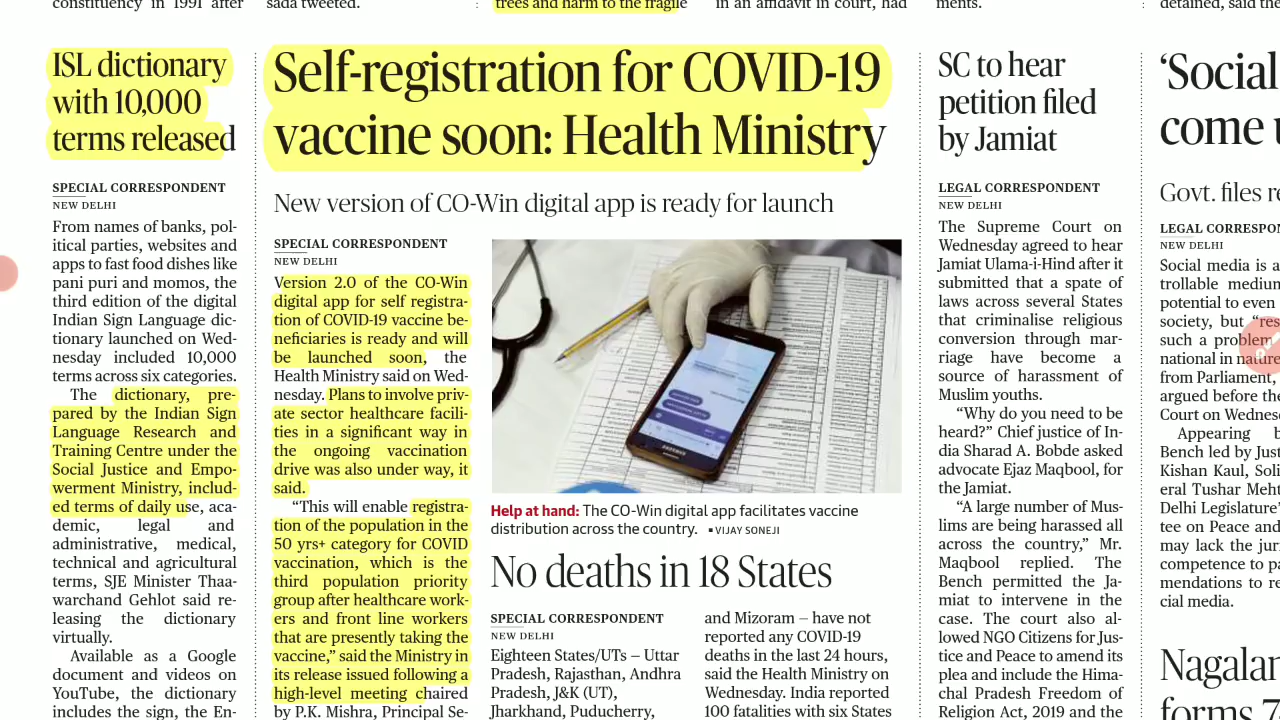 constituency in 1991 after
sada tweeted.
trees and harm to the fragile
in an affidavit in court, had
ments.
detained, said the
ISL dictionary
with 10,000
terms released
SPECIAL CORRESPONDENT
NEW DELHI
From names of banks, pol-
itical parties, websites and
apps to fast food dishes like
pani puri and momos, the
third edition of the digital
Indian Sign Language dic-
tionary launched on Wed-
nesday included 10,000
terms across six categories.
The dictionary, pre-
pared by the Indian Sign
Language Research and
Training Centre under the
Social Justice and Empo-
werment Ministry, includ-
ed terms of daily use, aca-
demic, legal and
administrative, medical,
technical and agricultural
terms, SJE Minister Thaa-
warchand Gehlot said re-
leasing the dictionary
virtually.
Available as a Google
document and videos on
YouTube, the dictionary
includes the sign, the En-
Self-registration for COVID-19
vaccine soon: Health Ministry
New version of CO-Win digital app is ready for launch
SPECIAL CORRESPONDENT
NEW DELHI
Version 2.0 of the CO-Win
digital app for self registra-
tion of COVID-19 vaccine be-
neficiaries is ready and will
be launched soon, the
Health Ministry said on Wed-
nesday. Plans to involve priv-
ate sector healthcare facili-
ties in a significant way in
the ongoing vaccination
drive was also under way, it
said.
“This will enable registra-
tion of the population in the
50 yrs+ category for COVID
vaccination, which is the
third population priority
group after healthcare work-
ers and front line workers
that are presently taking the
vaccine,” said the Ministry in
its release issued following a
high-level meeting chaired
by P.K. Mishra, Principal Se-
Help at hand: The CO-Win digital app facilitates vaccine
distribution across the country. ▪ VIJAY SONEJI
No deaths in 18 States
SPECIAL CORRESPONDENT
NEW DELHI
Eighteen States/UTs – Uttar
Pradesh, Rajasthan, Andhra
Pradesh, J&K (UT),
Jharkhand, Puducherry,
and Mizoram – have not
reported any COVID-19
deaths in the last 24 hours,
said the Health Ministry on
Wednesday. India reported
100 fatalities with six States
SC to hear
petition filed
by Jamiat
LEGAL CORRESPONDENT
NEW DELHI
The Supreme Court on
Wednesday agreed to hear
Jamiat Ulama-i-Hind after it
submitted that a spate of
laws across several States
that criminalise religious
conversion through mar-
riage have become a
source of harassment of
Muslim youths.
“Why do you need to be
heard?” Chief justice of In-
dia Sharad A. Bobde asked
advocate Ejaz Maqbool, for
the Jamiat.
“A large number of Mus-
lims are being harassed all
across the country,” Mr.
Maqbool replied. The
Bench permitted the Ja-
miat to intervene in the
case. The court also al-
lowed NGO Citizens for Jus-
tice and Peace to amend its
plea and include the Hima-
chal Pradesh Freedom of
Religion Act, 2019 and the
‘Social
come
Govt. files
LEGAL CORRESPON
NEW DELHI
Social media is a
trollable medium
potential to even
society, but
such a problem
national in nature
from Parliament,
argued before the
Court on Wednes
Appearing
Bench led by Just
Kishan Kaul, Soli
eral Tushar Meht
Delhi Legislature’
tee on Peace and
may lack the juri
competence to pa
mendations to re
cial media.
Nagalan
forms